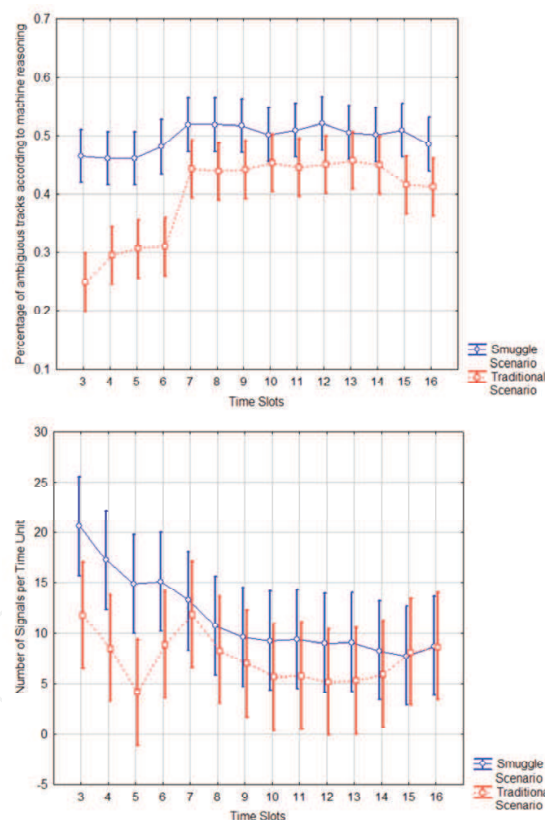 Percentage of ambiguous tracks according to machine reasoning
0.7
0.6
0.5
0.4
0.3
0.2
0.1
3 4 5 6 7 8 9 10 11 12 13 14 15 16
Time Slots
Smuggle
Scenario
Traditional
Scenario
Number of Signals per Time Unit
30
25
20
15
10
5
0
-5
3 4 5 6 7 8 9 10 11 12 13 14 15 16
Time Slots
Smuggle
Scenario
Traditional
Scenario